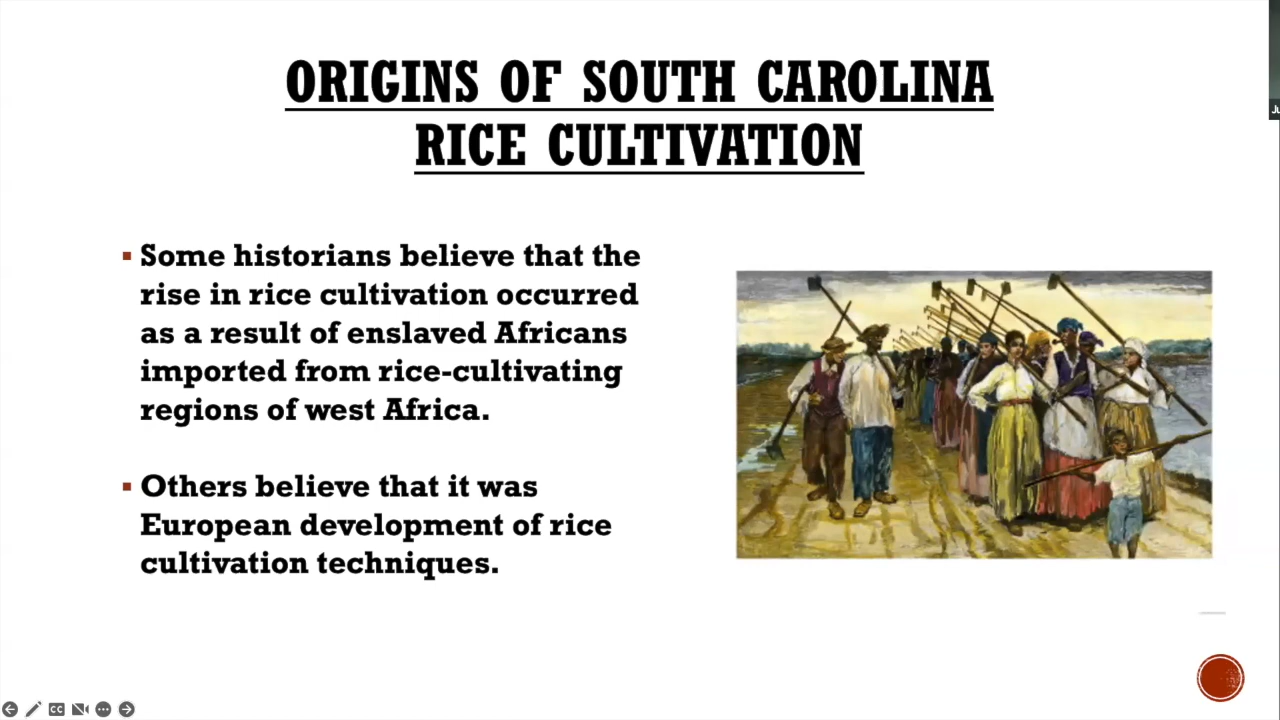 ORIGINS OF SOUTH CAROLINA
RICE CULTIVATION
▪ Some historians believe that the
rise in rice cultivation occurred
as a result of enslaved Africans
imported from rice-cultivating
regions of west Africa.
▪ Others believe that it was
European development of rice
cultivation techniques.
Ju
CC